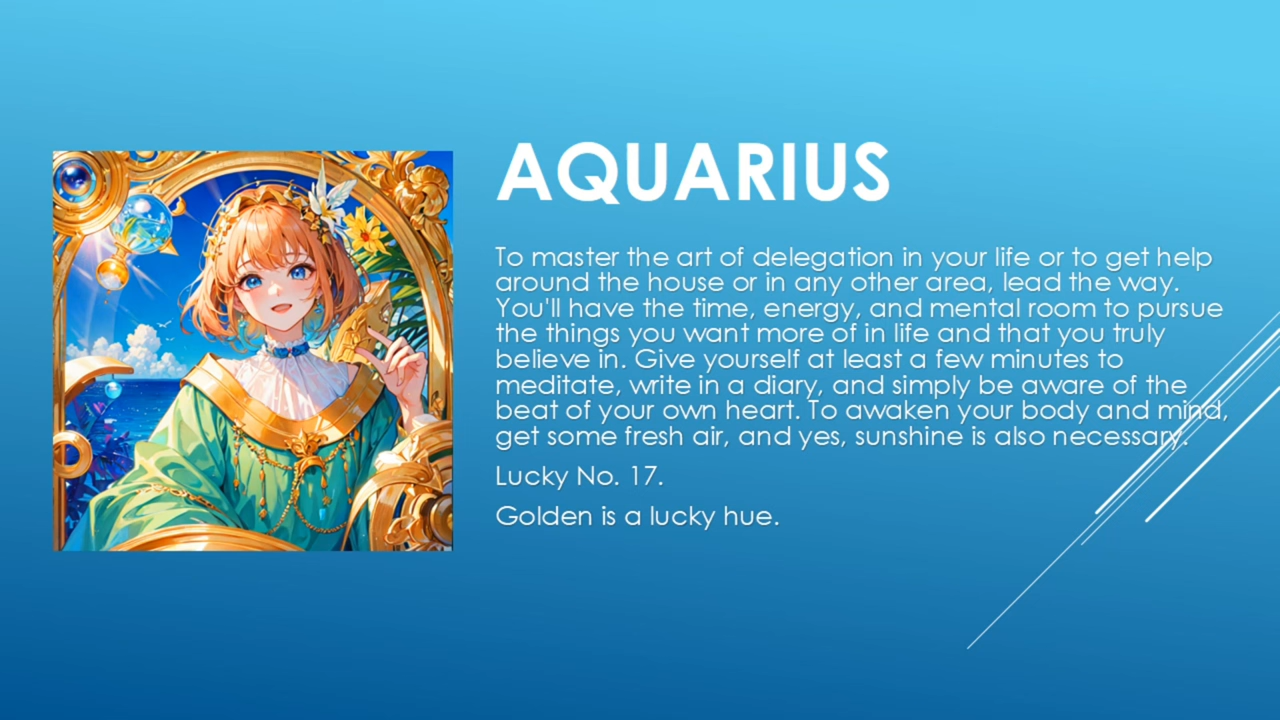 AQUARIUS
To master the art of delegation in your life or to get help
around the house or in any other area, lead the way.
You'll have the time, energy, and mental room to pursue
the things you want more of in life and that you truly
believe in. Give yourself at least a few minutes to
meditate, write in a diary, and simply be aware of the
beat of your own heart. To awaken your body and mind,
get some fresh air, and yes, sunshine is also necessary.
Lucky No. 17.
Golden is a lucky hue.